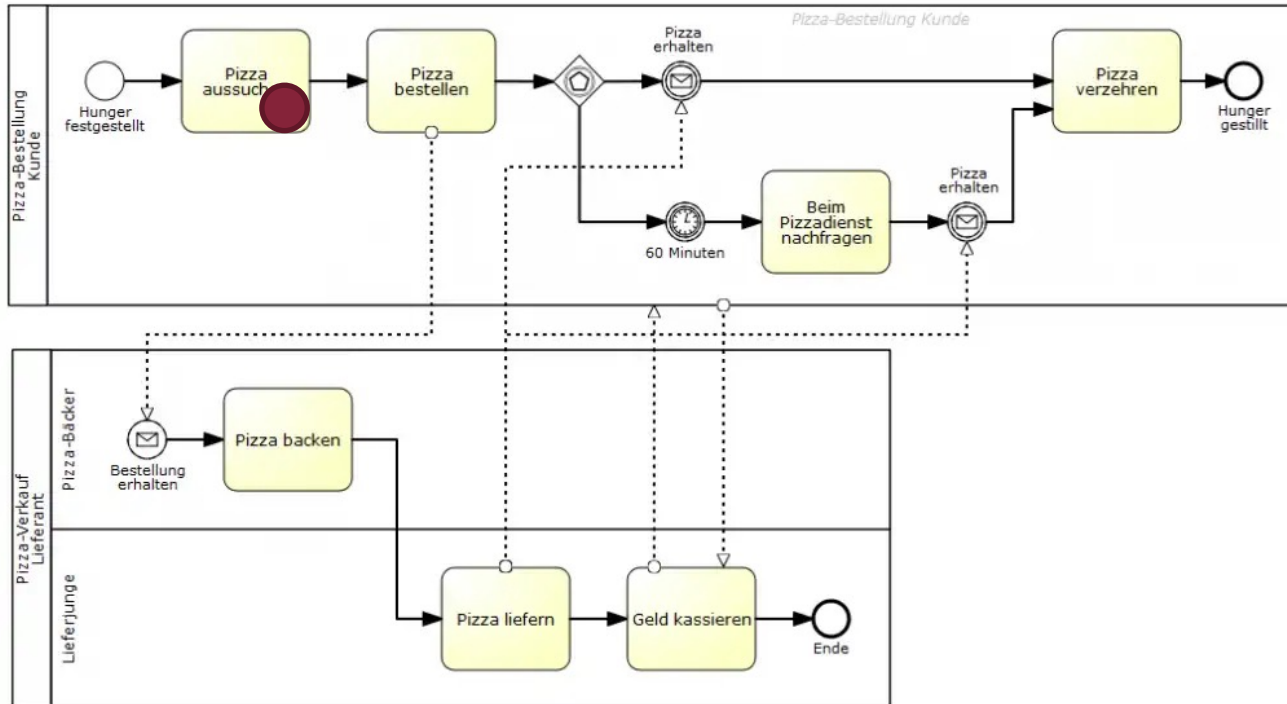 Pizza-Bestellung Kunde
Pizza-Bestellung
Kunde
Hunger
festgestellt
Pizza
Pizza
bestellen
Pizza
erhalten
60 Minuten
Beim
Pizzadienst
nachfragen
Pizza
erhalten
Pizza
verzehren
Hunger
gestillt
Pizza-Verkauf
Lieferant
Pizza-Bäcker
Bestellung
erhalten
Pizza backen
Lieferjunge
Pizza liefern
Geld kassieren
Ende